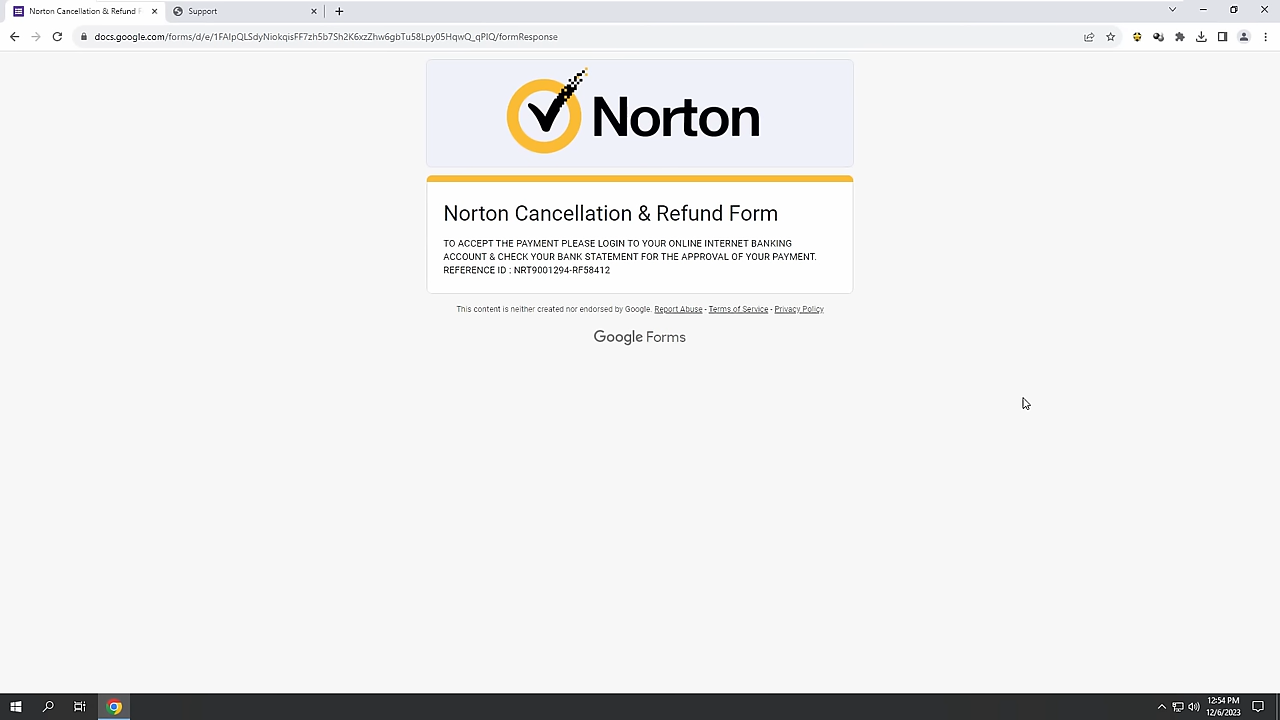 Norton Cancellation & Refund F
Support
docs.google.com/forms/d/e/1FAIpQLSdyNiokqisFF7zh5b7Sh2K6xzZhw6gbTu58Lpy05HqwQ_qPIQ/formResponse
Norton
Norton Cancellation & Refund Form
TO ACCEPT THE PAYMENT PLEASE LOGIN TO YOUR ONLINE INTERNET BANKING
ACCOUNT & CHECK YOUR BANK STATEMENT FOR THE APPROVAL OF YOUR PAYMENT.
REFERENCE ID : NRT9001294-RF58412
This content is neither created nor endorsed by Google. Report Abuse - Terms of Service - Privacy Policy
Google Forms
12:54 PM
12/6/2023